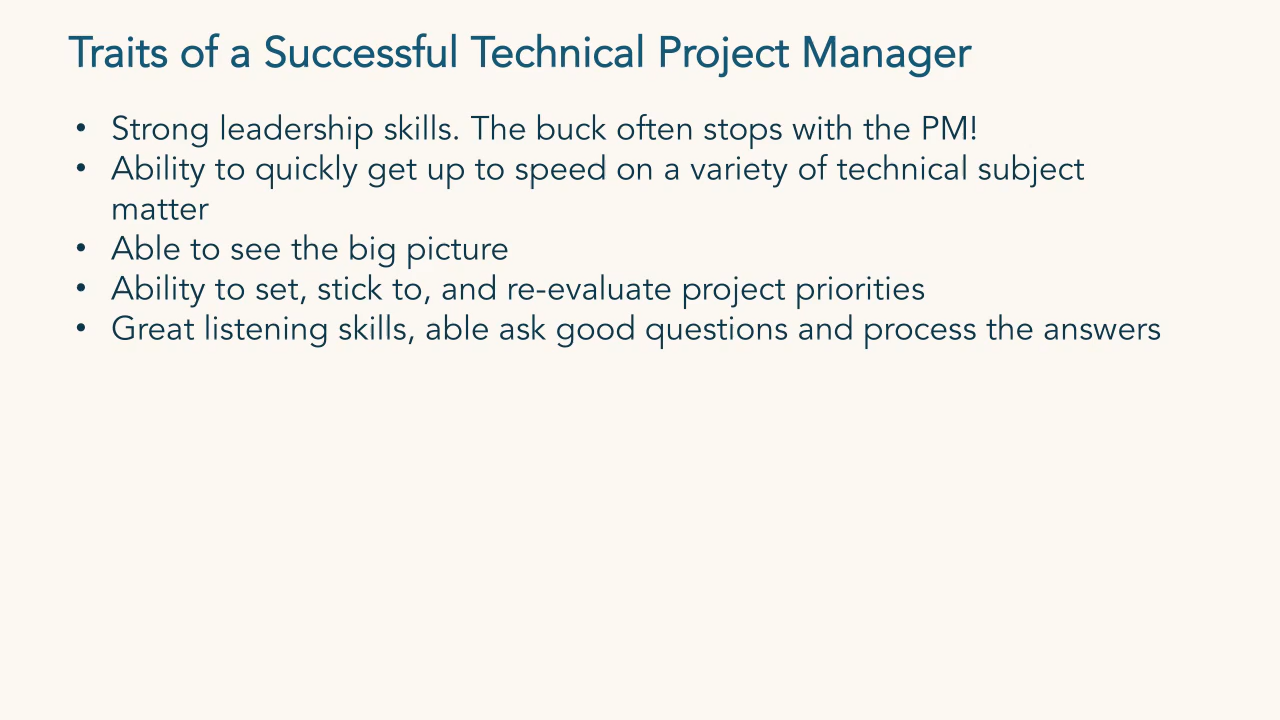 Traits of a Successful Technical Project Manager
• Strong leadership skills. The buck often stops with the PM!
• Ability to quickly get up to speed on a variety of technical subject
matter
• Able to see the big picture
• Ability to set, stick to, and re-evaluate project priorities
• Great listening skills, able ask good questions and process the answers